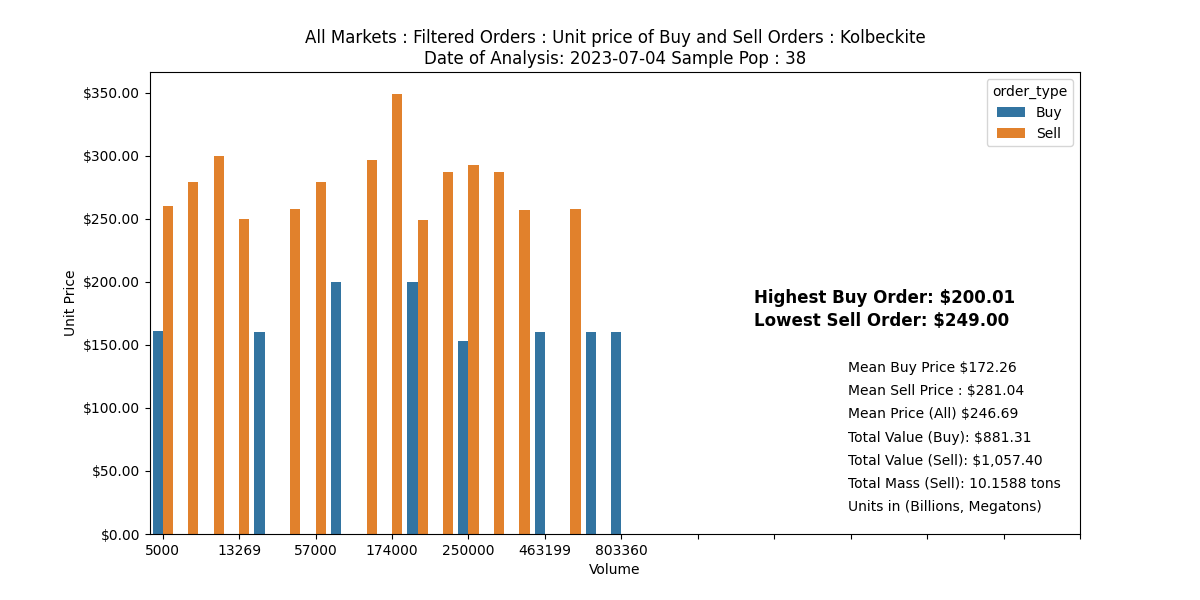 All Markets : Filtered Orders : Unit price of Buy and Sell Orders : Kolbeckite
Date of Analysis: 2023-07-04 Sample Pop : 38
order_type
Buy
Sell
$350.00
$300.00
$250.00
$200.00
$150.00
$100.00
$50.00
$0.00
Unit Price
Highest Buy Order: $200.01
Lowest Sell Order: $249.00
Mean Buy Price $172.26
Mean Sell Price : $281.04
Mean Price (All) $246.69
Total Value (Buy): $881.31
Total Value (Sell): $1,057.40
Total Mass (Sell): 10.1588 tons
Units in (Billions, Megatons)
5000 13269 57000 174000 250000 463199 803360
Volume